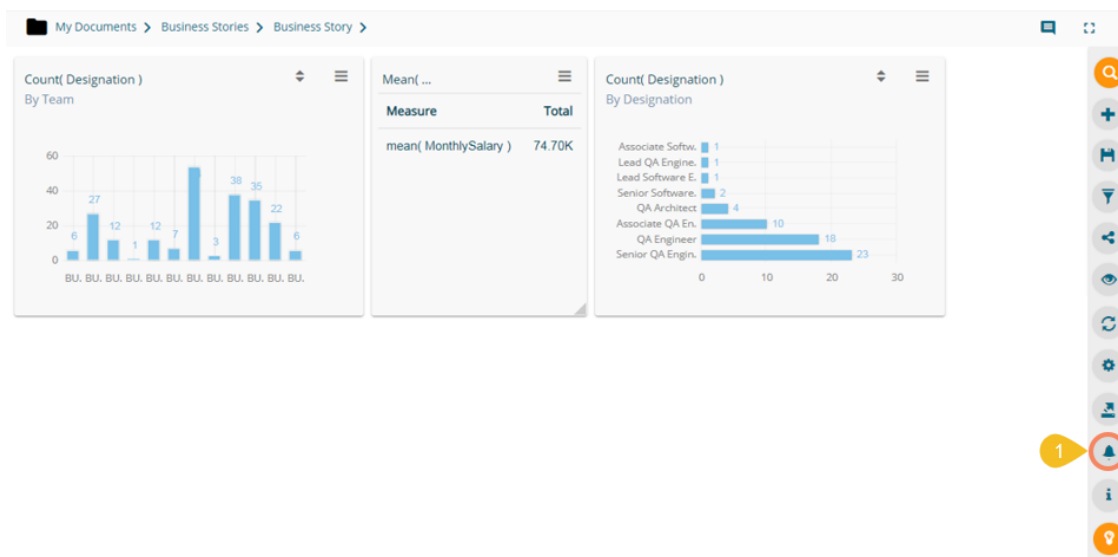 My Documents > Business Stories > Business Story >
Count( Designation )
By Team
60
40
20
0
6
27
12
1
12
7
3
38
35
22
6
BU. BU. BU. BU. BU. BU. BU. BU. BU. BU. BU. BU.
Mean( ...
Measure Total
mean( MonthlySalary ) 74.70K
Count( Designation )
By Designation
Associate Softw. 1
Lead QA Engine. 1
Lead Software E. 1
Senior Software. 2
QA Architect 4
Associate QA En. 10
QA Engineer 18
Senior QA Engin. 23
0 10 20 30
1